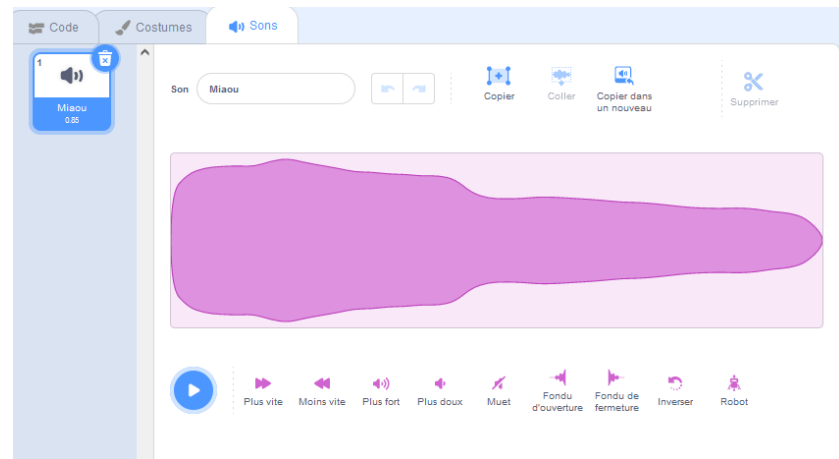 Code
Costumes
Sons
1
Miaou
0.85
Son
Miaou
Copier
Coller
Copier dans
un nouveau
Supprimer
Plus vite
Moins vite
Plus fort
Plus doux
Muet
Fondu
d'ouverture
Fondu de
fermeture
Inverser
Robot